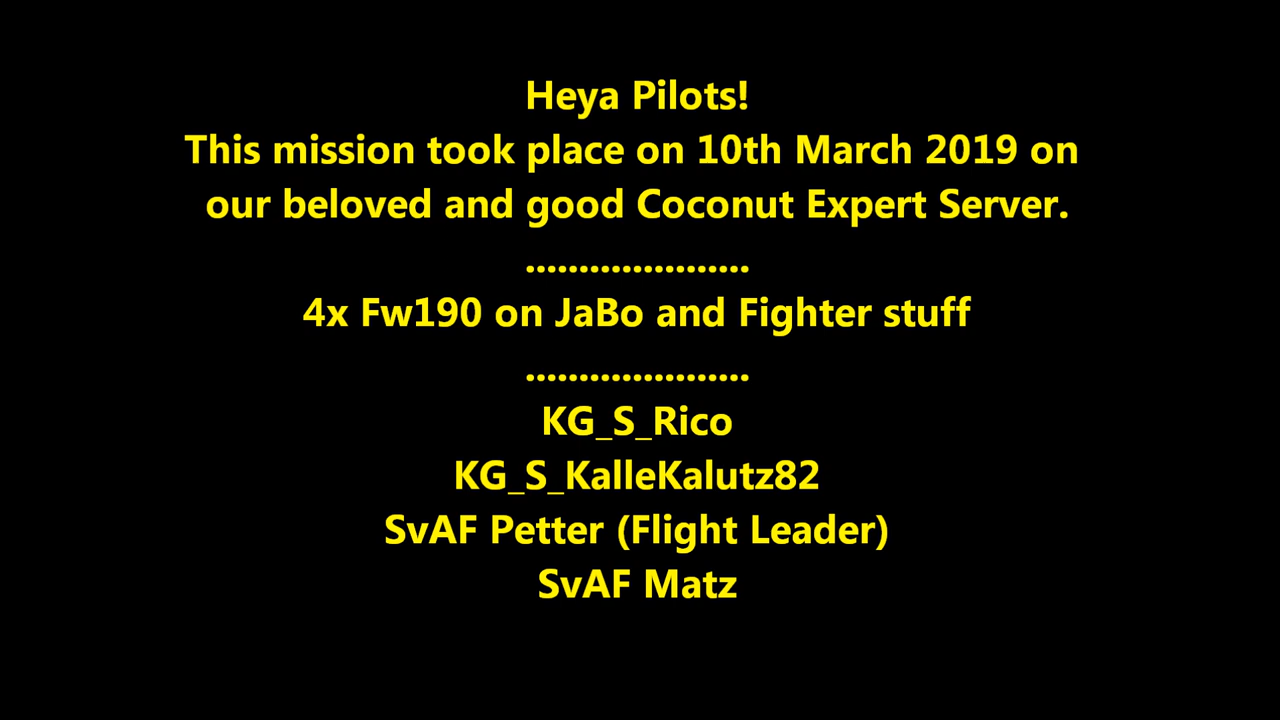 Heya Pilots!
This mission took place on 10th March 2019 on
our beloved and good Coconut Expert Server.
.....................
4x Fw190 on JaBo and Fighter stuff
.....................
KG_S_Rico
KG_S_KalleKalutz82
SvAF Petter (Flight Leader)
SvAF Matz